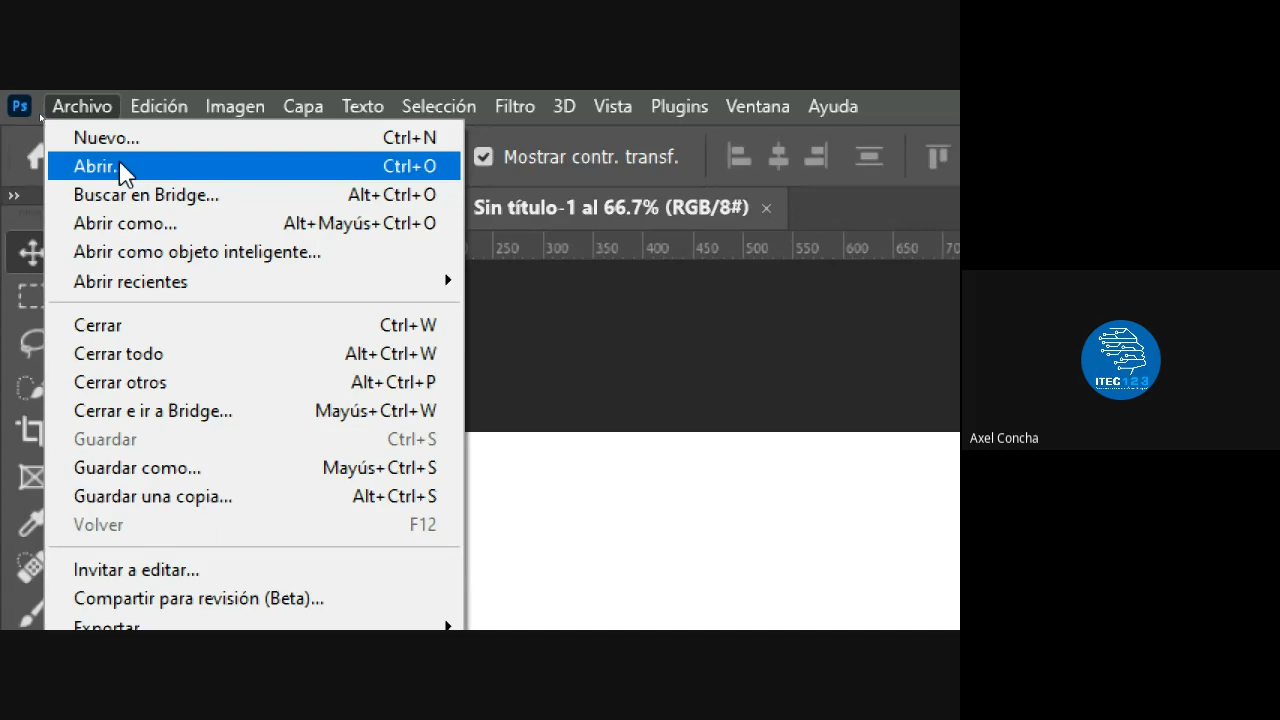 Ps Archivo Edición Imagen Capa Texto Selección Filtro 3D Vista Plugins Ventana Ayuda
Nuevo... Ctrl+N
Abrir. Ctrl+O
Mostrar contr. transf.
Buscar en Bridge... Alt+Ctrl+O
Sin título-1 al 66.7% (RGB/8#) ×
Abrir como... Alt+Mayús+Ctrl+O
250 300 350 400 450 500 550 600 650 70
Abrir como objeto inteligente...
Abrir recientes
Cerrar Ctrl+W
Cerrar todo Alt+Ctrl+W
Cerrar otros Alt+Ctrl+P
Cerrar e ir a Bridge... Mayús+Ctrl+W
Guardar Ctrl+S
Guardar como... Mayús+Ctrl+S
Guardar una copia... Alt+Ctrl+S
Volver F12
Invitar a editar...
Compartir para revisión (Beta)...
Exportar
ITEC 123
Axel Concha